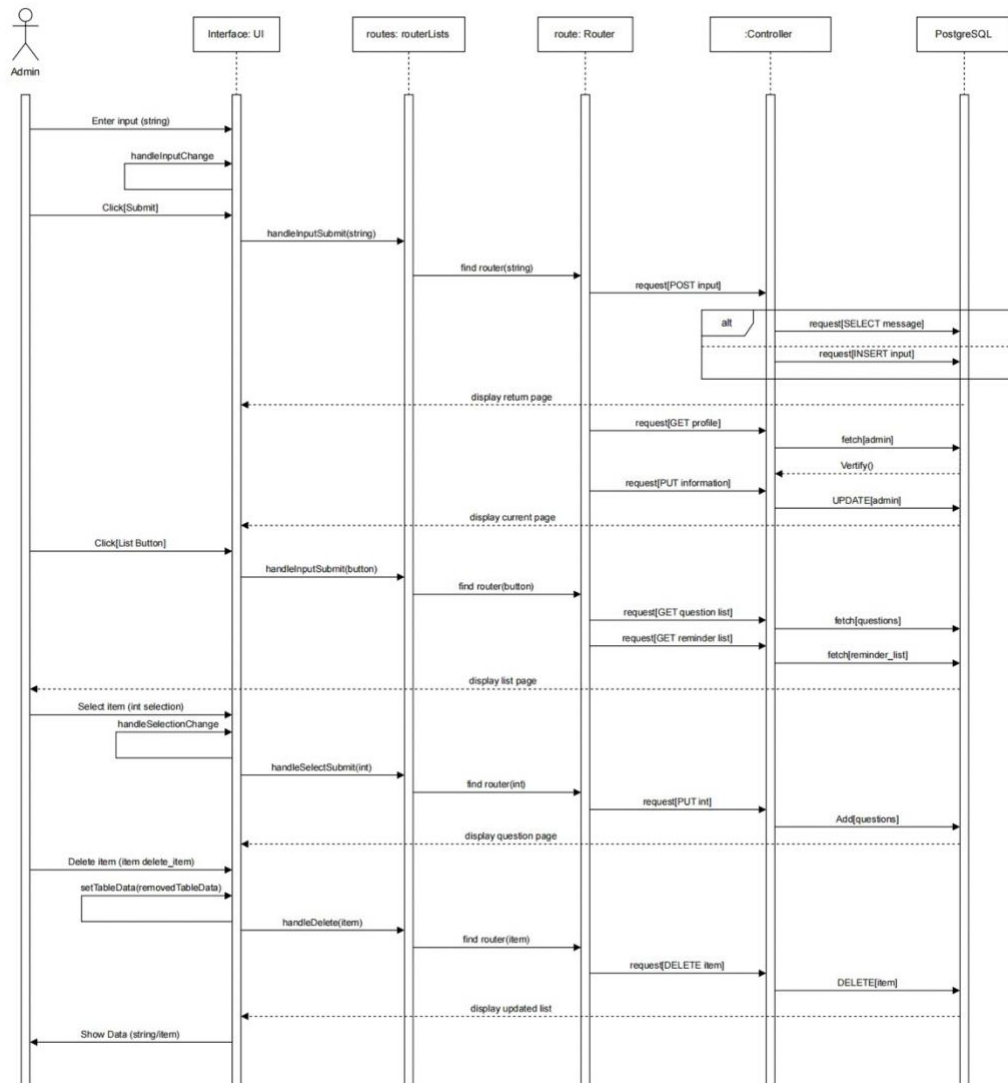 Interface: UI
routes: routerLists
route: Router
:Controller
PostgreSQL
Admin
Enter input (string)
handleInputChange
Click[Submit]
handleInputSubmit(string)
find router(string)
request[POST input]
alt
request[SELECT message]
request[INSERT input]
display return page
request[GET profile]
fetch[admin]
Vertify()
request[PUT information]
UPDATE[admin]
display current page
Click[List Button]
handleInputSubmit(button)
find router(button)
request[GET question list]
fetch[questions]
request[GET reminder list]
fetch[reminder_list]
display list page
Select item (int selection)
handleSelectionChange
handleSelectSubmit(int)
find router(int)
request[PUT int]
Add[questions]
display question page
Delete item (item delete_item)
setTableData(removedTableData)
handleDelete(item)
find router(item)
request[DELETE item]
DELETE[item]
display updated list
Show Data (string/item)